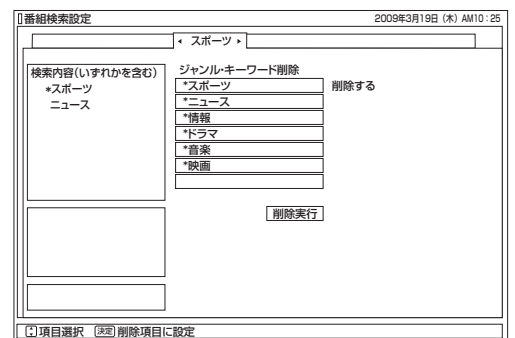 番組検索設定 2009年3月19日（木）AM10：25
スポーツ
検索内容（いずれかを含む）
*スポーツ
ニュース
ジャンル・キーワード削除
*スポーツ 削除する
*ニュース
*情報
*ドラマ
*音楽
*映画
削除実行
項目選択 決定 削除項目に設定